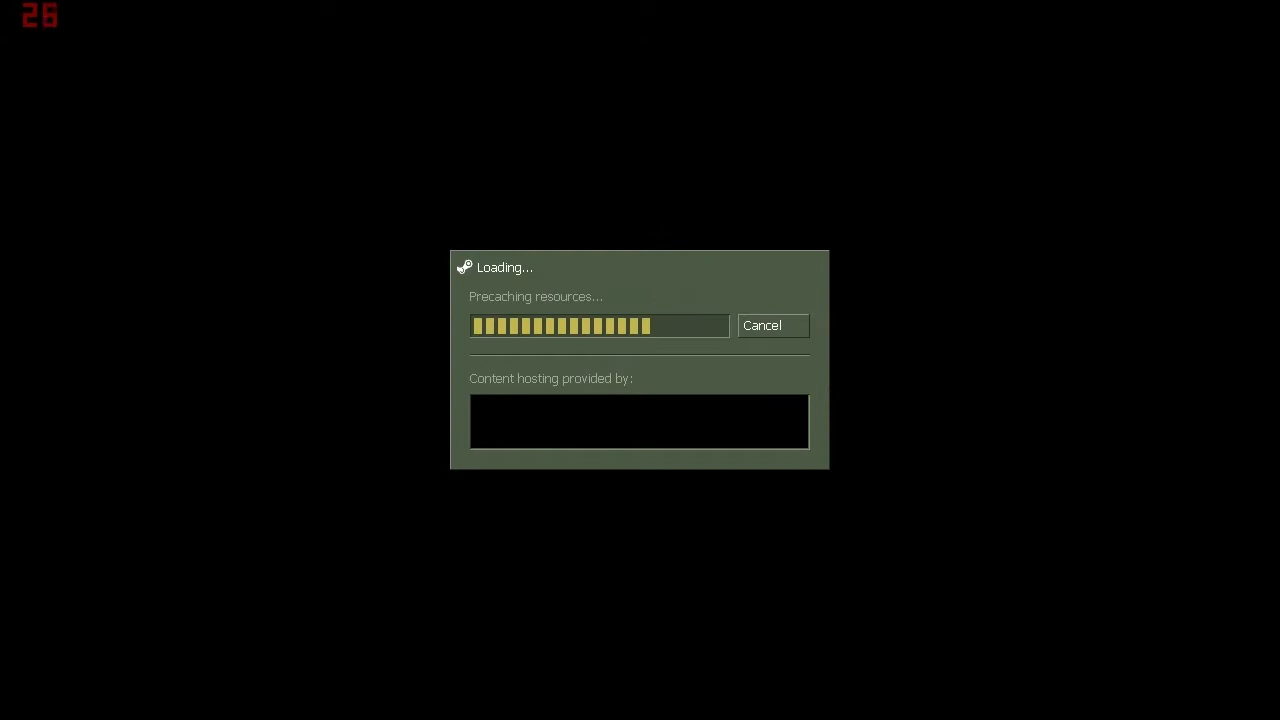 26
Loading...
Precaching resources...
Cancel
Content hosting provided by: